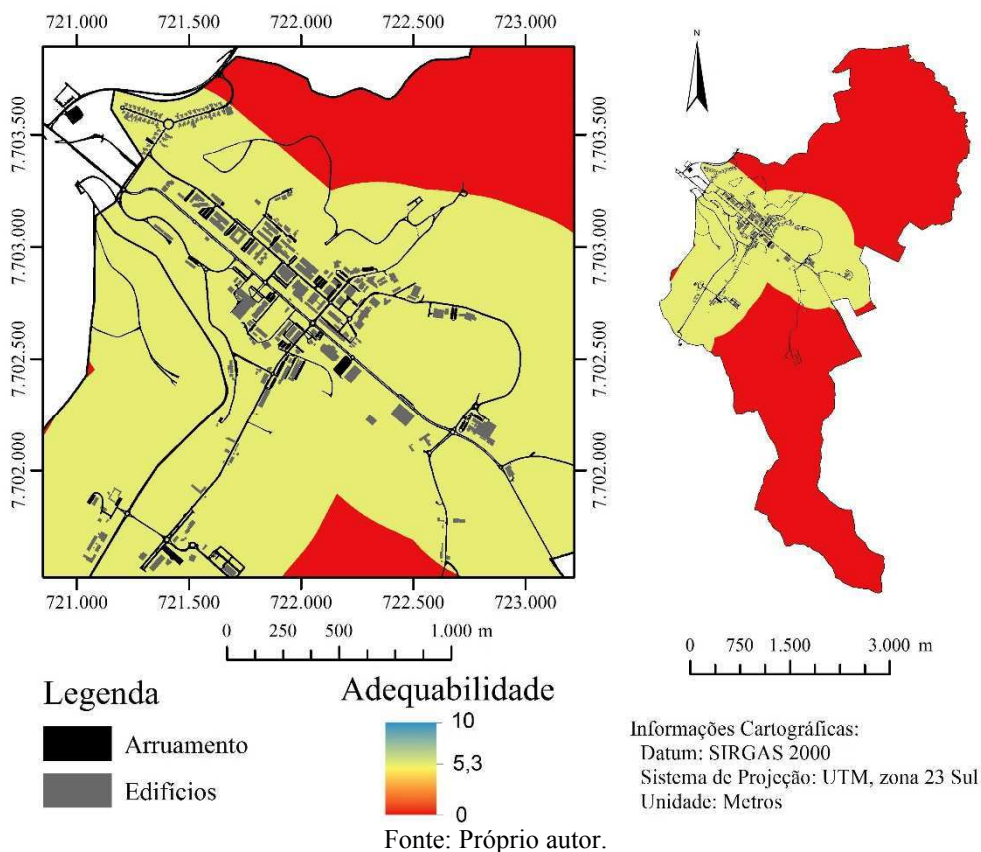 721.000 721.500 722.000 722.500 723.000
7.703.500 7.703.500
7.703.000 7.703.000
7.702.500 7.702.500
7.702.000 7.702.000
721.000 721.500 722.000 722.500 723.000
N
0 250 500 1.000 m
0 750 1.500 3.000 m
Legenda
Arruamento
Edifícios
Adequabilidade
10
5,3
0
Informações Cartográficas:
Datum: SIRGAS 2000
Sistema de Projeção: UTM, zona 23 Sul
Unidade: Metros
Fonte: Próprio autor.